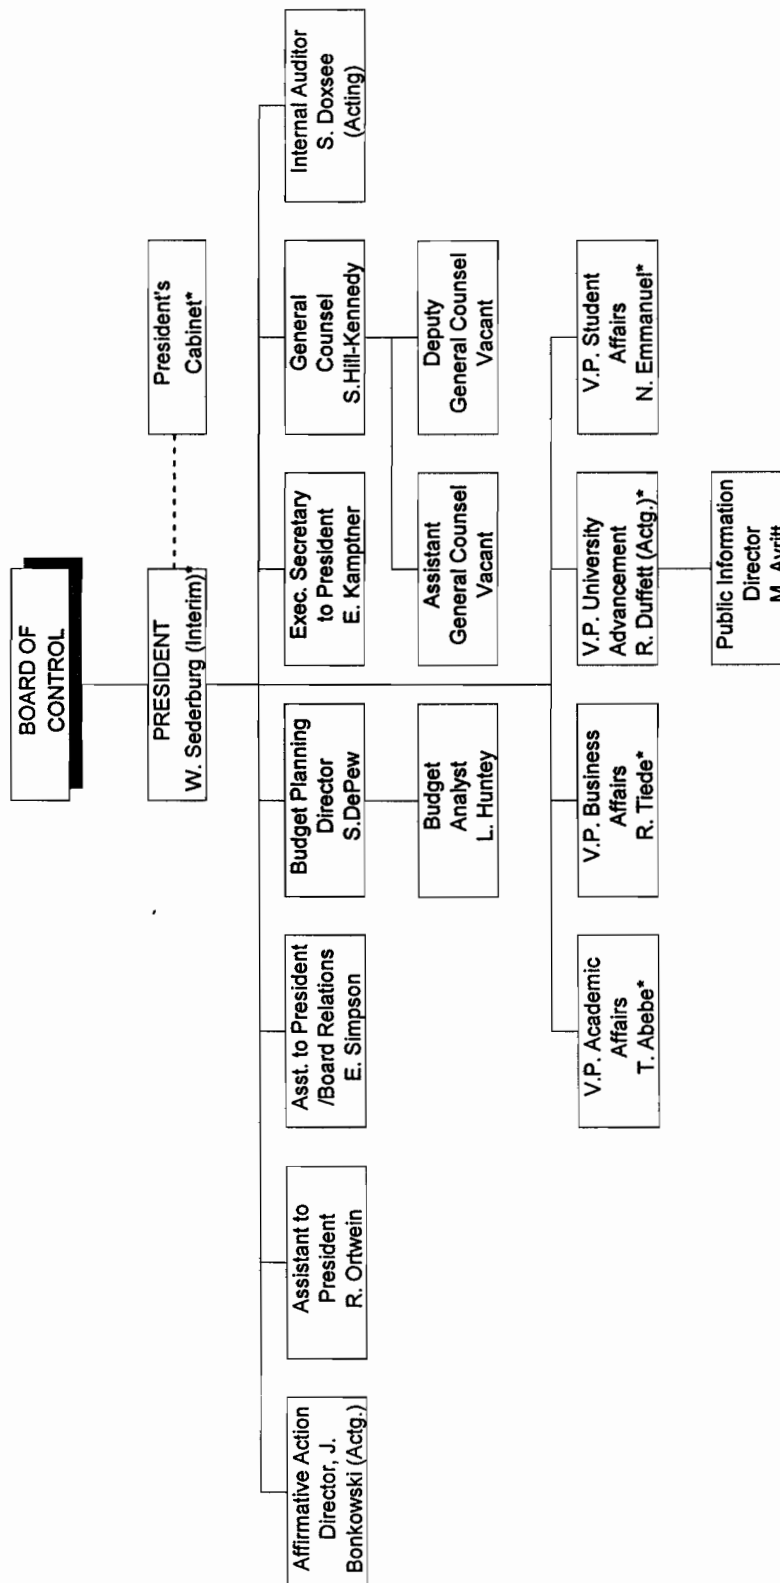 BOARD OF
CONTROL
PRESIDENT
W. Sederburg (Interim)*
President's
Cabinet*
Affirmative Action
Director, J.
Bonkowski (Actg.)
Assistant to
President
R. Ortwein
Asst. to President
/Board Relations
E. Simpson
Budget Planning
Director
S.DePew
Exec. Secretary
to President
E. Kamptner
General
Counsel
S.Hill-Kennedy
Internal Auditor
S. Doxsee
(Acting)
Budget
Analyst
L. Huntey
Assistant
General Counsel
Vacant
Deputy
General Counsel
Vacant
V.P. Academic
Affairs
T. Abebe*
V.P. Business
Affairs
R. Tiede*
V.P. University
Advancement
R. Duffett (Actg.)*
V.P. Student
Affairs
N. Emmanuel*
Public Information
Director
M. Avritt